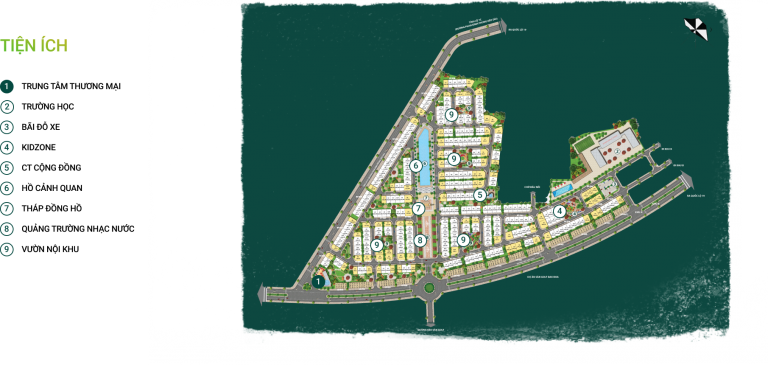 TIỆN ÍCH
1 TRUNG TÂM THƯƠNG MẠI
2 TRƯỜNG HỌC
3 BÃI ĐỖ XE
4 KIDZONE
5 CT CỘNG ĐỒNG
6 HỒ CẢNH QUAN
7 THÁP ĐỒNG HỒ
8 QUẢNG TRƯỜNG NHẠC NƯỚC
9 VƯỜN NỘI KHU
9
9
6
5
4
7
8
9
9
1